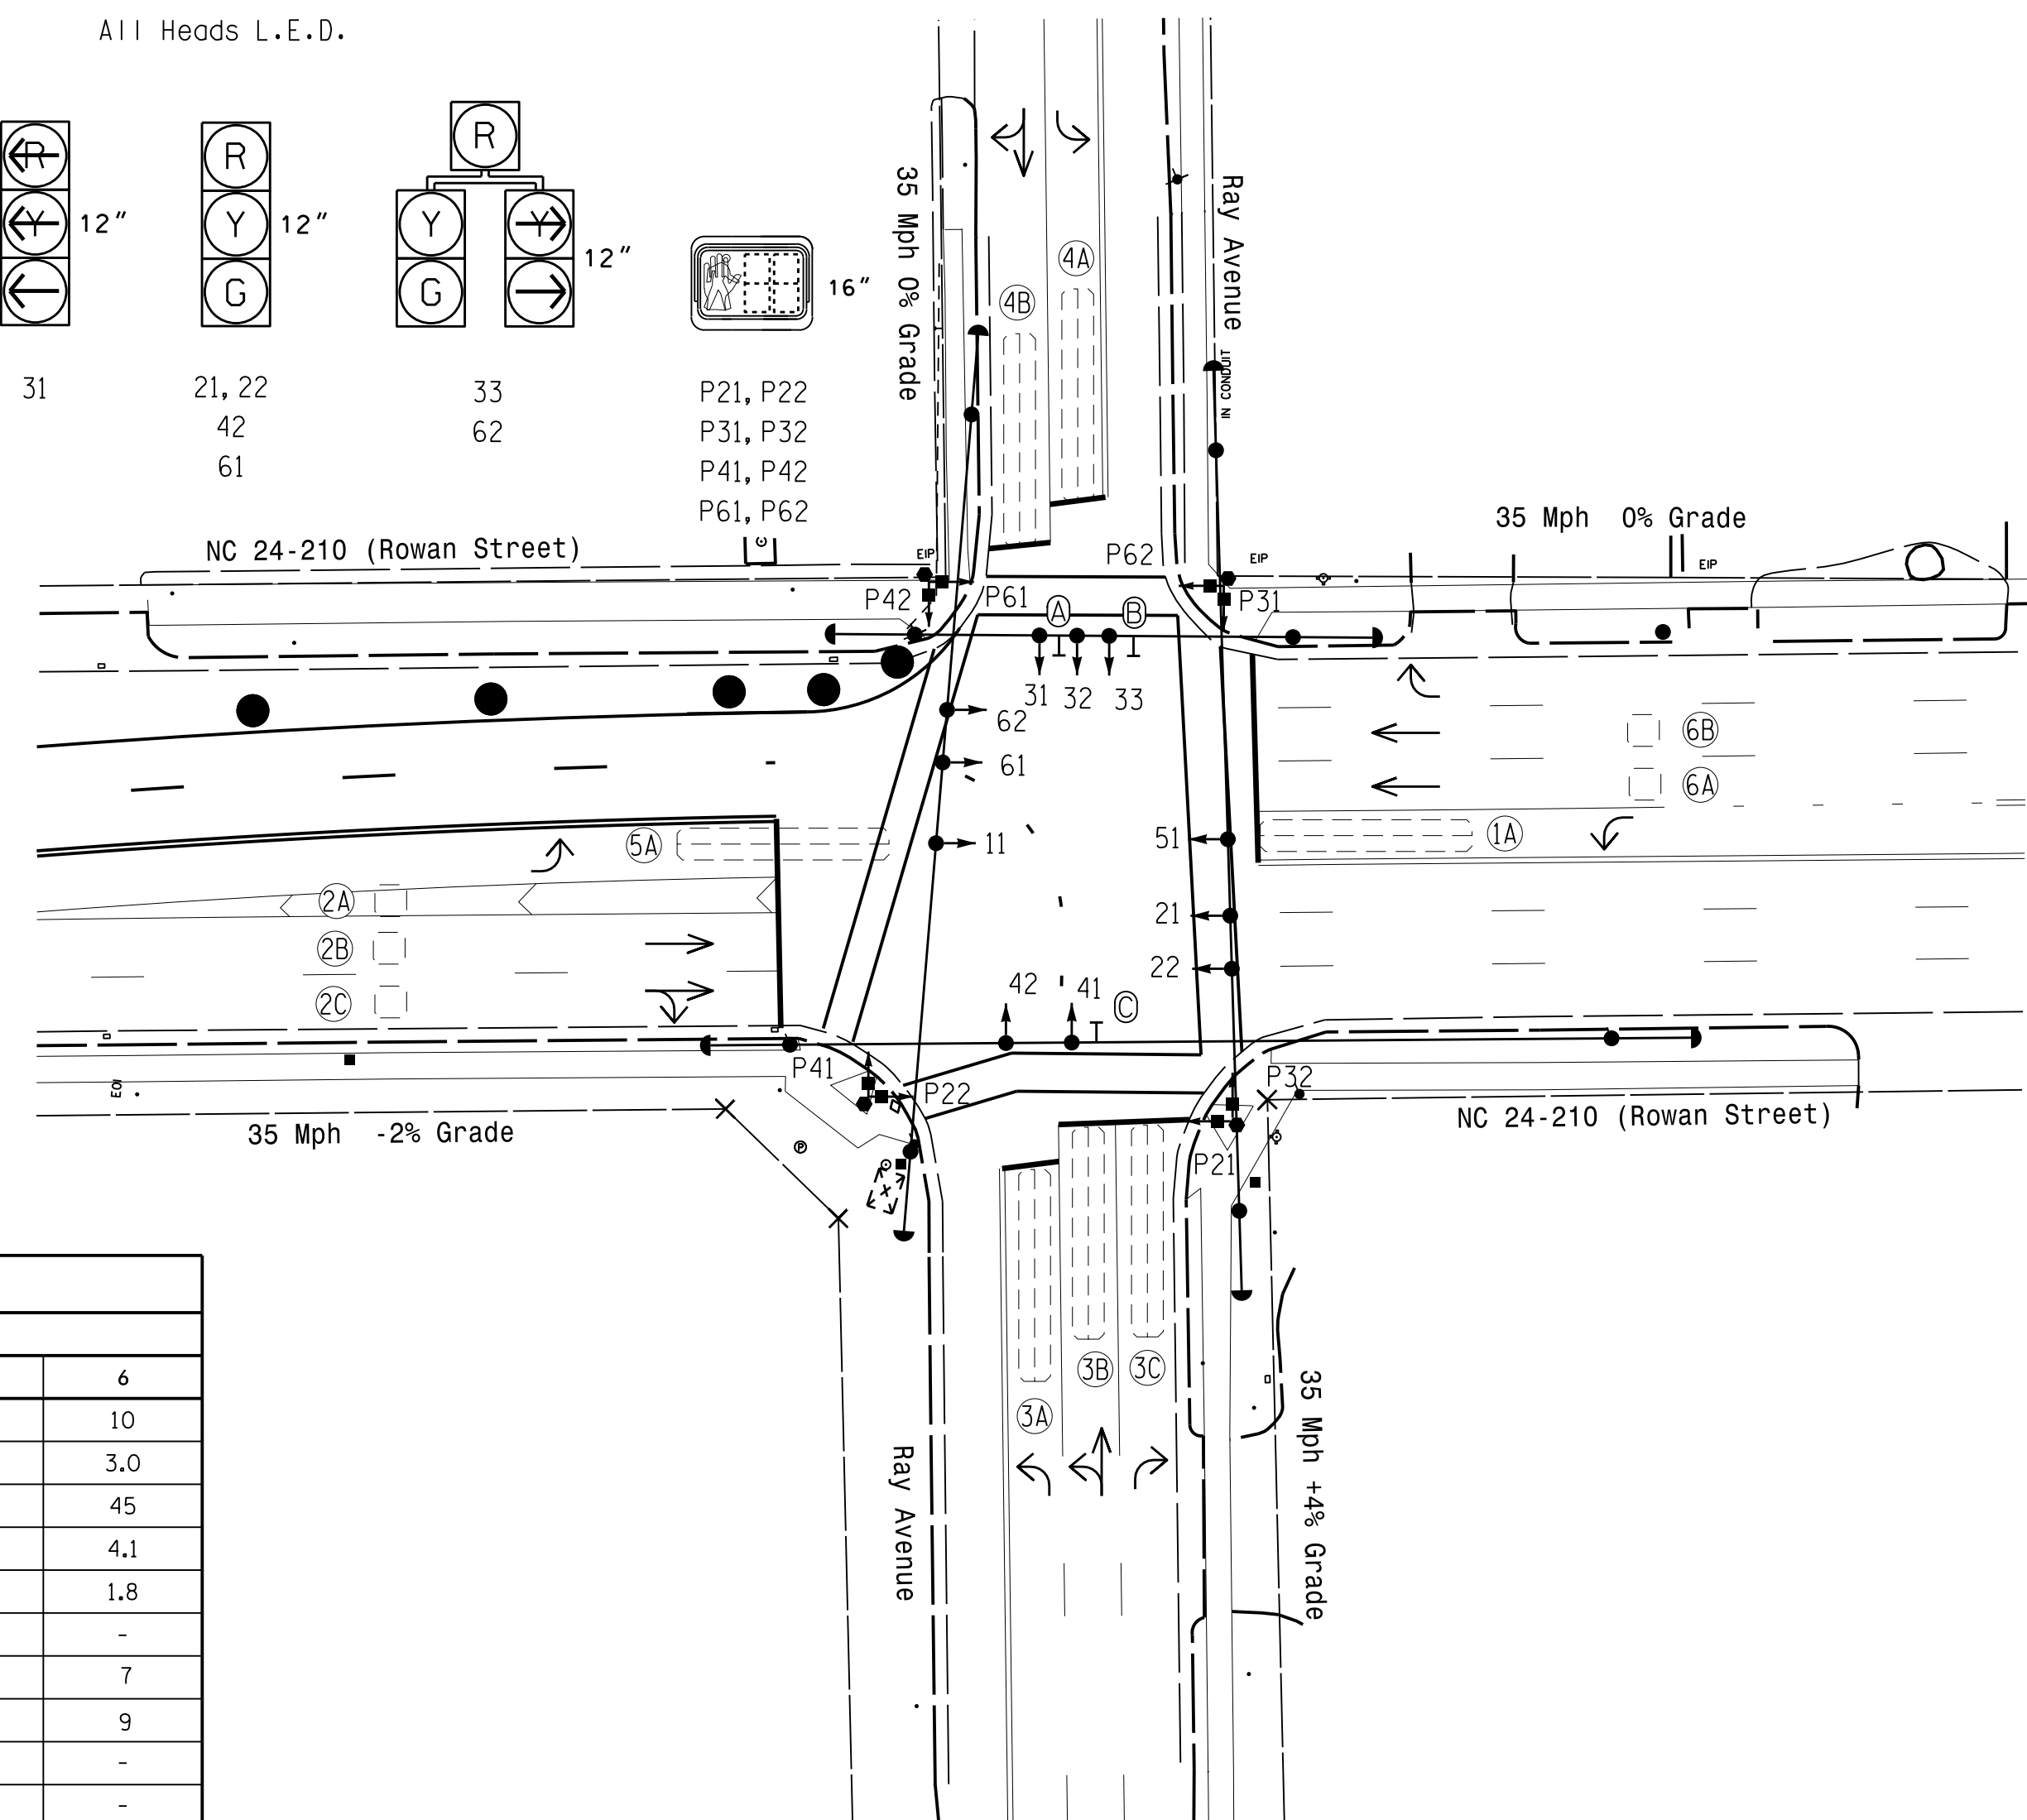 All Heads L.E.D.
R
Y
12"
R
Y
G
12"
R
Y
Y
G
12"
16"
31
21, 22
42
61
33
62
P21, P22
P31, P32
P41, P42
P61, P62
35 Mph 0% Grade
Ray Avenue
IN CONDUIT
4A
4B
NC 24-210 (Rowan Street)
35 Mph 0% Grade
EIP
EIP
EIP
P42
P61
P62
P31
A
B
31
32
33
62
61
11
51
21
22
42
41
C
6B
6A
1A
5A
2A
2B
2C
P41
P22
P32
P21
EOI
35 Mph -2% Grade
NC 24-210 (Rowan Street)
P
3A
3B
3C
Ray Avenue
35 Mph +4% Grade
6
10
3.0
45
4.1
1.8
-
7
9
-
-